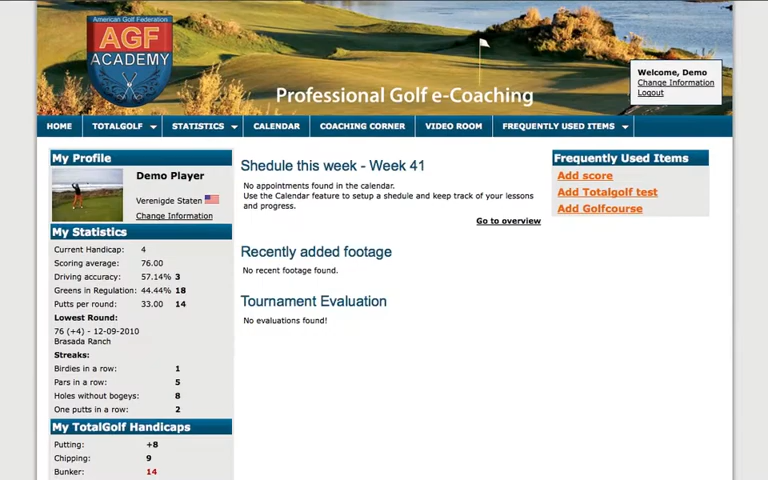 American Golf Federation
AGF
ACADEMY
Professional Golf e-Coaching
Welcome, Demo
Change Information
Logout
HOME TOTALGOLF STATISTICS CALENDAR COACHING CORNER VIDEO ROOM FREQUENTLY USED ITEMS
My Profile
Demo Player
Verenigde Staten
Change Information
My Statistics
Current Handicap: 4
Scoring average: 76.00
Driving accuracy: 57.14% 3
Greens in Regulation: 44.44% 18
Putts per round: 33.00 14
Lowest Round:
76 (+4) - 12-09-2010
Brasada Ranch
Streaks:
Birdies in a row: 1
Pars in a row: 5
Holes without bogeys: 8
One putts in a row: 2
My TotalGolf Handicaps
Putting: +8
Chipping: 9
Bunker: 14
Shedule this week - Week 41
No appointments found in the calendar.
Use the Calendar feature to setup a shedule and keep track of your lessons
and progress.
Go to overview
Recently added footage
No recent footage found.
Tournament Evaluation
No evaluations found!
Frequently Used Items
Add score
Add Totalgolf test
Add Golfcourse